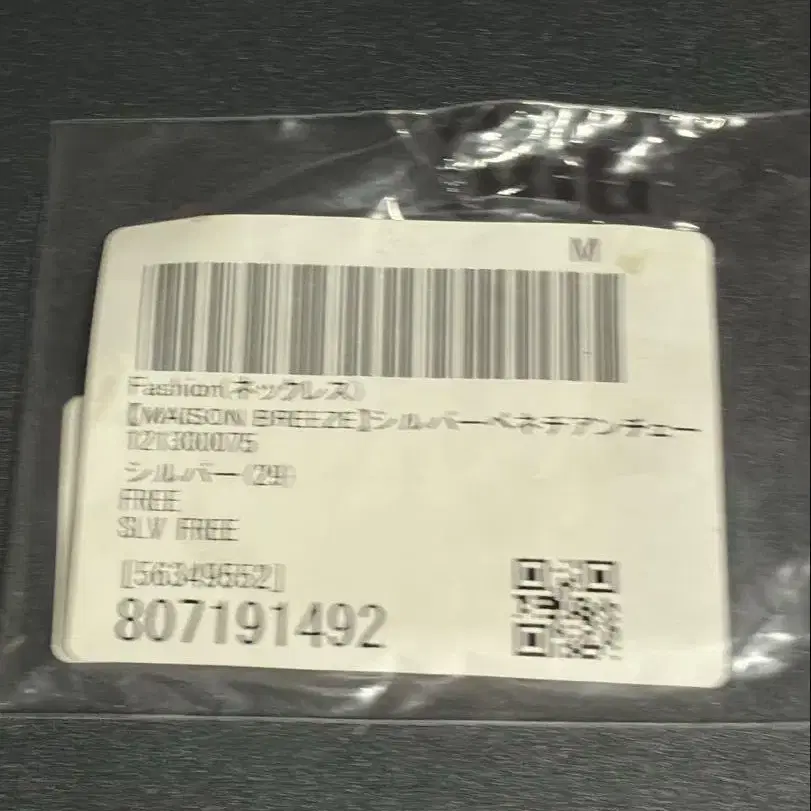 W
Fashion(ネックレス)
【MAISON BREEZE】シルバーベネチアンチェー
121300075
シルバー(29)
FREE
SLV FREE
[56349652]
807191492